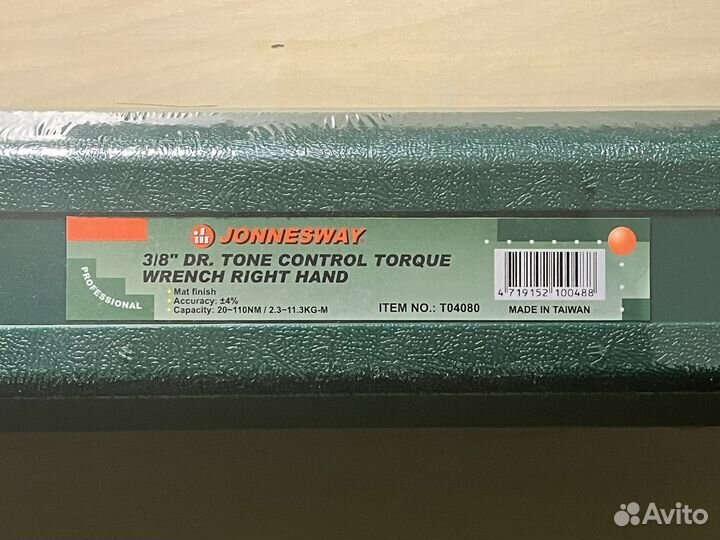 JONNESWAY
3/8" DR. TONE CONTROL TORQUE
WRENCH RIGHT HAND
PROFESSIONAL
• Mat finish
• Accuracy: ±4%
• Capacity: 20~110NM / 2.3~11.3KG-M
ITEM NO.: T04080
4 719152 100488
MADE IN TAIWAN
Avito